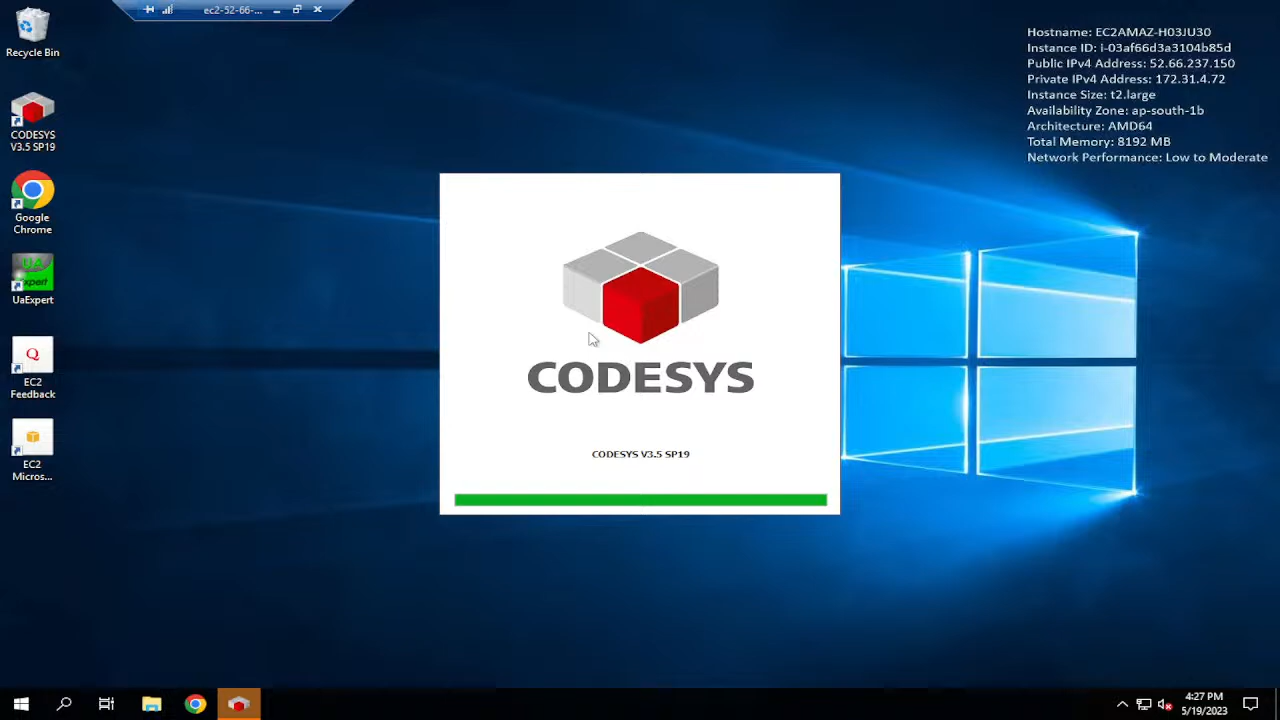 ec2-52-66-...
Recycle Bin
CODESYS
V3.5 SP19
Google
Chrome
UA
expert
UaExpert
Q
EC2
Feedback
EC2
Micros...
Hostname: EC2AMAZ-H03JU30
Instance ID: i-03af66d3a3104b85d
Public IPv4 Address: 52.66.237.150
Private IPv4 Address: 172.31.4.72
Instance Size: t2.large
Availability Zone: ap-south-1b
Architecture: AMD64
Total Memory: 8192 MB
Network Performance: Low to Moderate
CODESYS
CODESYS V3.5 SP19
4:27 PM
5/19/2023